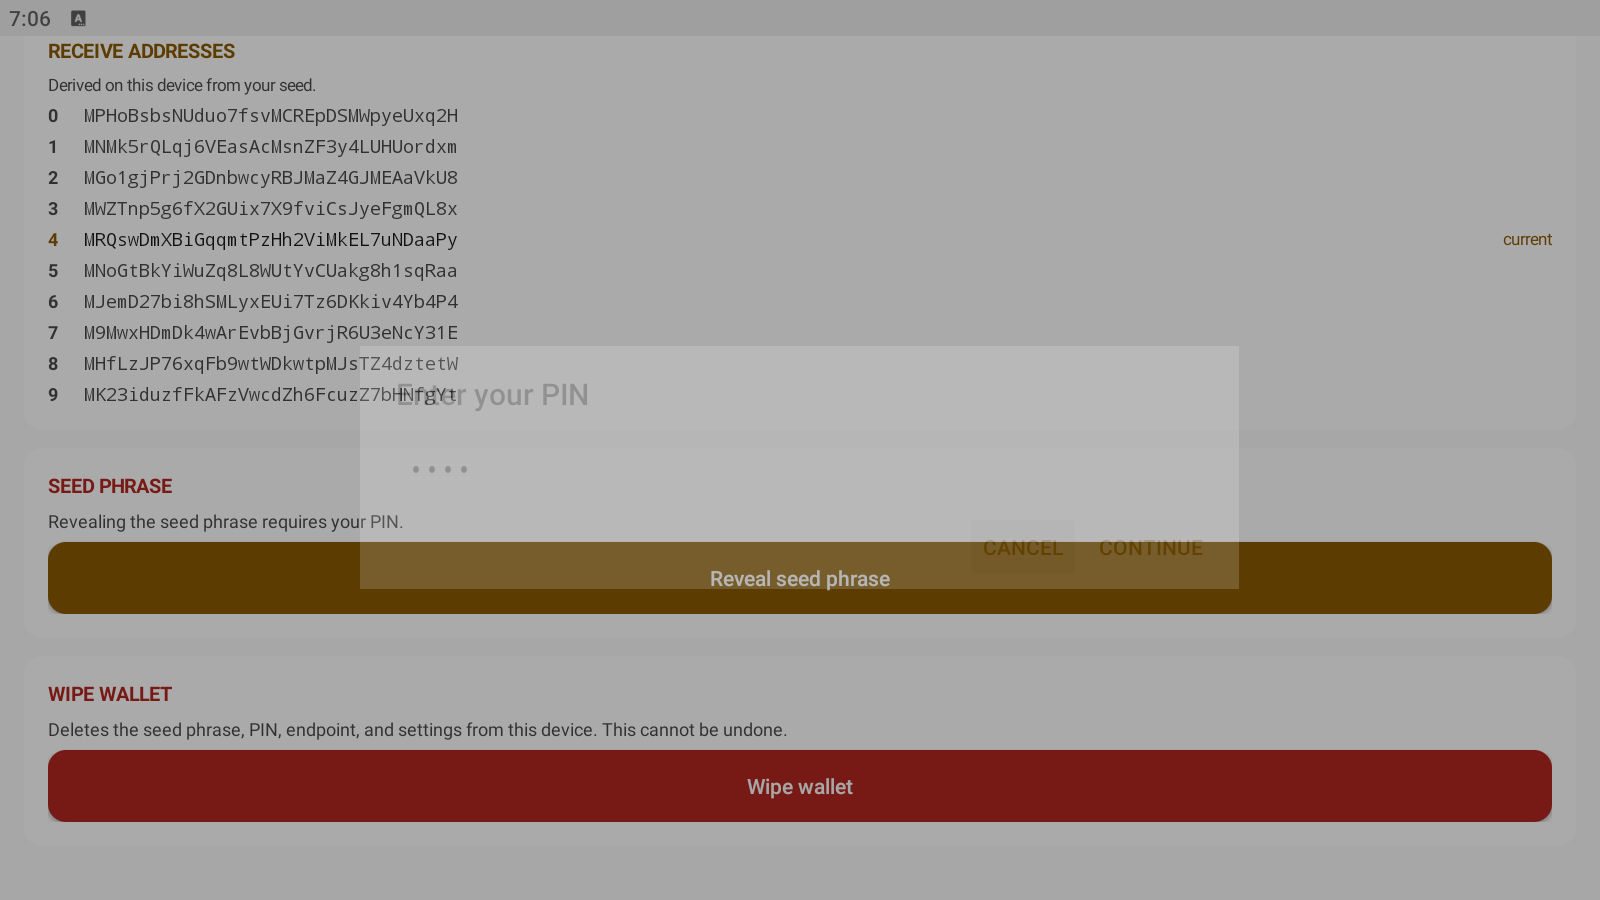 7:06
RECEIVE ADDRESSES
Derived on this device from your seed.
0 MPHoBsbsNUduo7fsvMCREpDSMWpyeUxq2H
1 MNMk5rQLqj6VEasAcMsnZF3y4LUHUordxm
2 MGo1gjPrj2GDnbwcyRBJMaZ4GJMEAaVkU8
3 MWZTnp5g6fX2GUix7X9fviCsJyeFgmQL8x
4 MRQswDmXBiGqqmtPzHh2ViMkEL7uNDaaPy current
5 MNoGtBkYiWuZq8L8WUtYvCUakg8h1sqRaa
6 MJemD27bi8hSMLyxEUi7Tz6DKkiv4Yb4P4
7 M9MwxHDmDk4wArEvbBjGvrjR6U3eNcY31E
8 MHfLzJP76xqFb9wtWDkwtpMJsTZ4dztetW
9 MK23iduzfFkAFzVwcdZh6FcuzZ7bHNfgYt
Enter your PIN
SEED PHRASE
Revealing the seed phrase requires your PIN.
CANCEL CONTINUE
Reveal seed phrase
WIPE WALLET
Deletes the seed phrase, PIN, endpoint, and settings from this device. This cannot be undone.
Wipe wallet